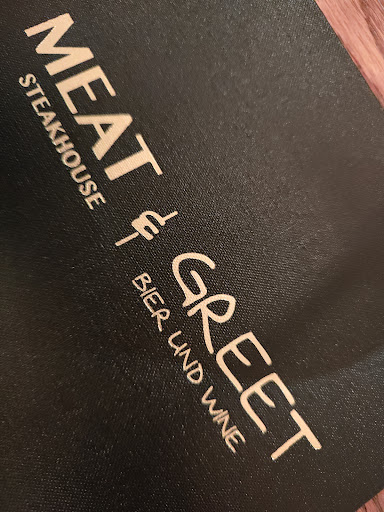 MEAT & GREET
STEAKHOUSE
BIER UND WINE